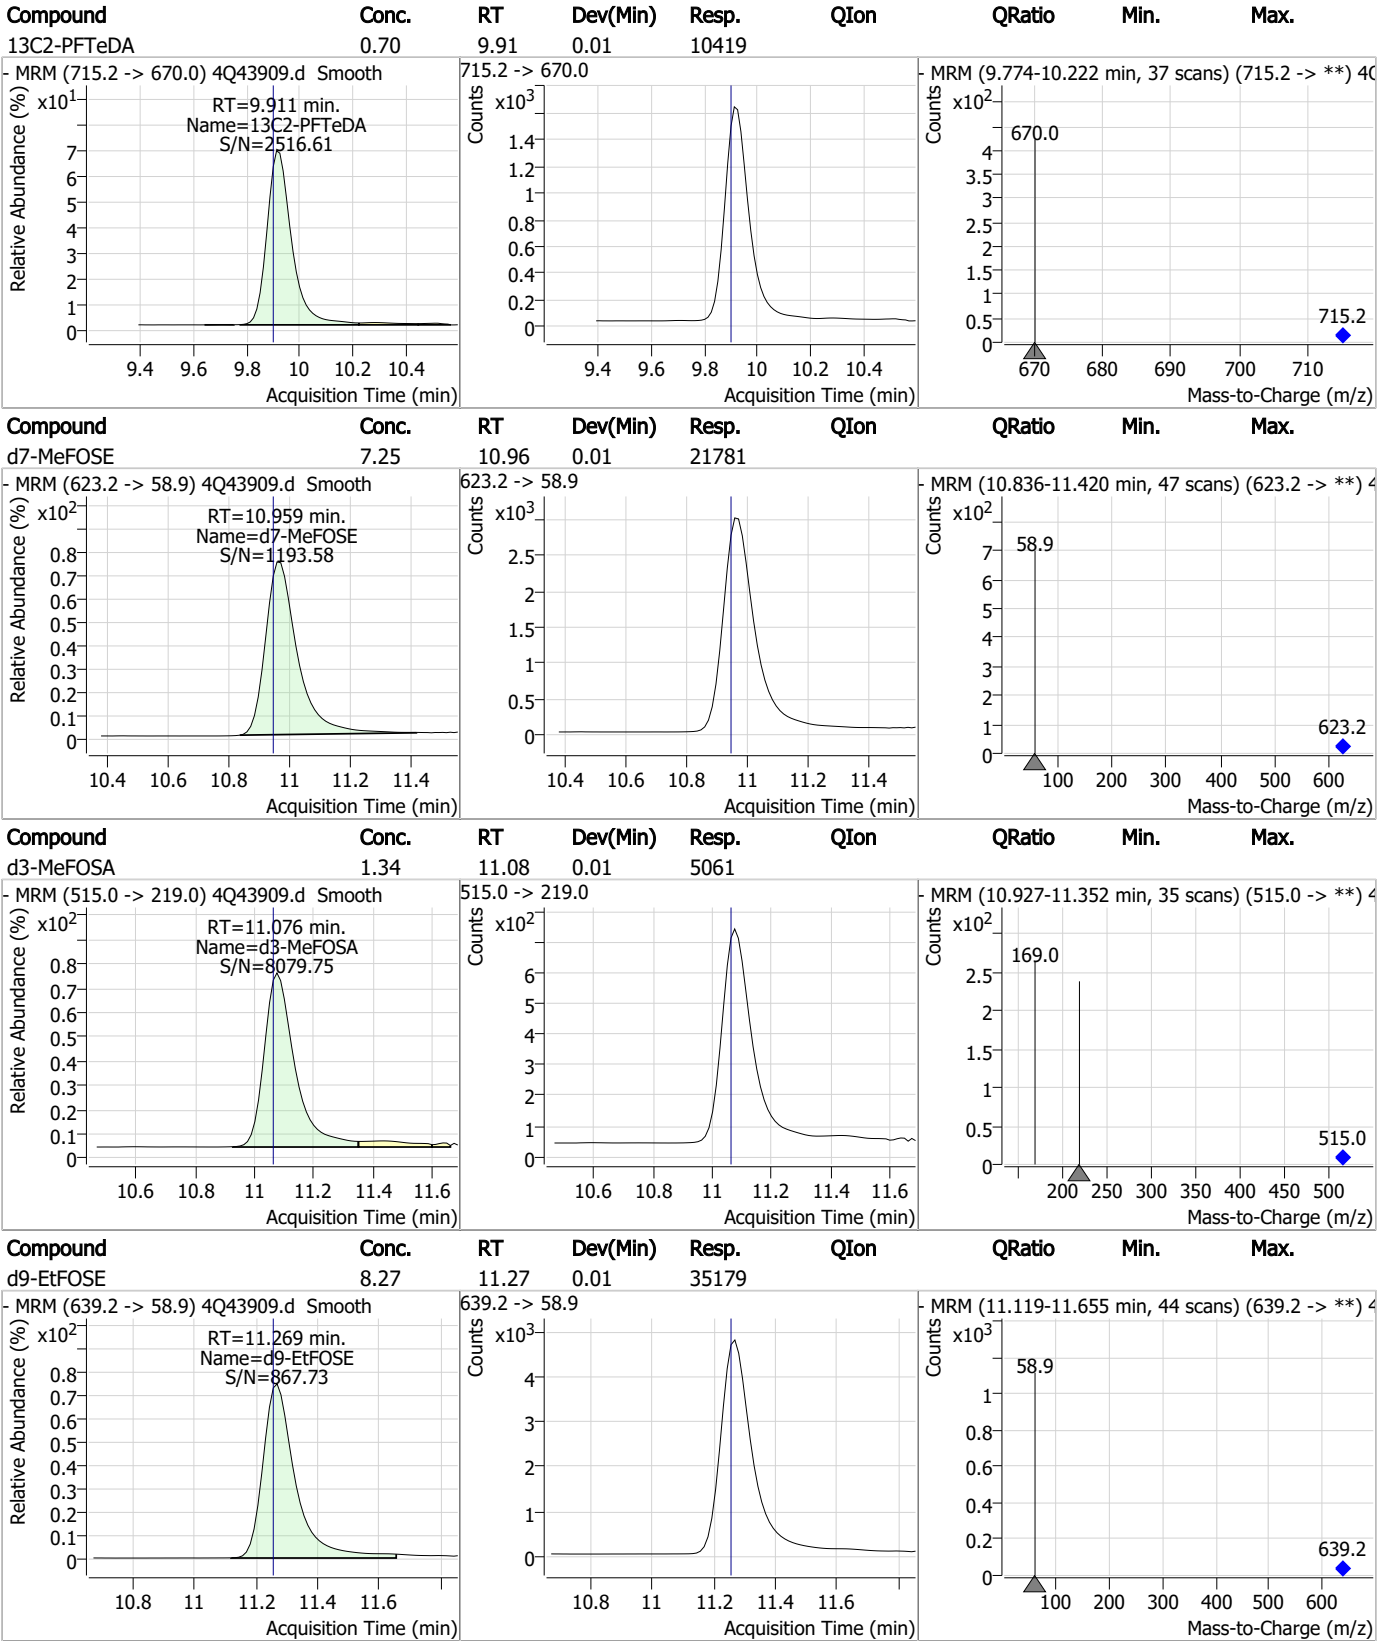 Compound Conc. RT Dev(Min) Resp. QIon QRatio Min. Max.
13C2-PFTeDA 0.70 9.91 0.01 10419
- MRM (715.2 -> 670.0) 4Q43909.d Smooth
Relative Abundance (%)
x10¹
RT=9.911 min.
Name=13C2-PFTeDA
S/N=2516.61
7
6
5
4
3
2
1
0
9.4 9.6 9.8 10 10.2 10.4
Acquisition Time (min)
715.2 -> 670.0
Counts
x10³
1.4
1.2
1
0.8
0.6
0.4
0.2
0
9.4 9.6 9.8 10 10.2 10.4
Acquisition Time (min)
- MRM (9.774-10.222 min, 37 scans) (715.2 -> **) 4Q
Counts
x10²
670.0
4
3.5
3
2.5
2
1.5
1
0.5
0
715.2
670 680 690 700 710
Mass-to-Charge (m/z)
Compound Conc. RT Dev(Min) Resp. QIon QRatio Min. Max.
d7-MeFOSE 7.25 10.96 0.01 21781
- MRM (623.2 -> 58.9) 4Q43909.d Smooth
Relative Abundance (%)
x10²
RT=10.959 min.
Name=d7-MeFOSE
S/N=1193.58
0.8
0.7
0.6
0.5
0.4
0.3
0.2
0.1
0
10.4 10.6 10.8 11 11.2 11.4
Acquisition Time (min)
623.2 -> 58.9
Counts
x10³
2.5
2
1.5
1
0.5
0
10.4 10.6 10.8 11 11.2 11.4
Acquisition Time (min)
- MRM (10.836-11.420 min, 47 scans) (623.2 -> **) 4
Counts
x10²
58.9
7
6
5
4
3
2
1
0
623.2
100 200 300 400 500 600
Mass-to-Charge (m/z)
Compound Conc. RT Dev(Min) Resp. QIon QRatio Min. Max.
d3-MeFOSA 1.34 11.08 0.01 5061
- MRM (515.0 -> 219.0) 4Q43909.d Smooth
Relative Abundance (%)
x10²
RT=11.076 min.
Name=d3-MeFOSA
S/N=8079.75
0.8
0.7
0.6
0.5
0.4
0.3
0.2
0.1
0
10.6 10.8 11 11.2 11.4 11.6
Acquisition Time (min)
515.0 -> 219.0
Counts
x10²
6
5
4
3
2
1
0
10.6 10.8 11 11.2 11.4 11.6
Acquisition Time (min)
- MRM (10.927-11.352 min, 35 scans) (515.0 -> **) 4
Counts
x10²
169.0
2.5
2
1.5
1
0.5
0
515.0
200 250 300 350 400 450 500
Mass-to-Charge (m/z)
Compound Conc. RT Dev(Min) Resp. QIon QRatio Min. Max.
d9-EtFOSE 8.27 11.27 0.01 35179
- MRM (639.2 -> 58.9) 4Q43909.d Smooth
Relative Abundance (%)
x10²
RT=11.269 min.
Name=d9-EtFOSE
S/N=867.73
0.8
0.7
0.6
0.5
0.4
0.3
0.2
0.1
0
10.8 11 11.2 11.4 11.6
Acquisition Time (min)
639.2 -> 58.9
Counts
x10³
4
3
2
1
0
10.8 11 11.2 11.4 11.6
Acquisition Time (min)
- MRM (11.119-11.655 min, 44 scans) (639.2 -> **) 4
Counts
x10³
58.9
1
0.8
0.6
0.4
0.2
0
639.2
100 200 300 400 500 600
Mass-to-Charge (m/z)